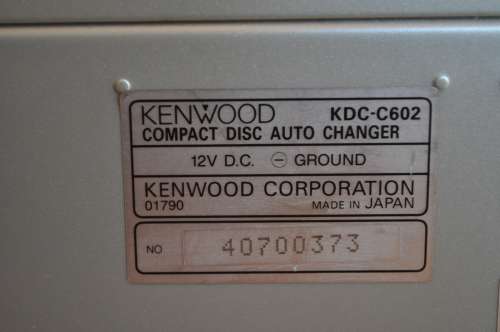 KENWOOD KDC-C602
COMPACT DISC AUTO CHANGER
12V D.C. ⊖ GROUND
KENWOOD CORPORATION
01790 MADE IN JAPAN
NO 40700373